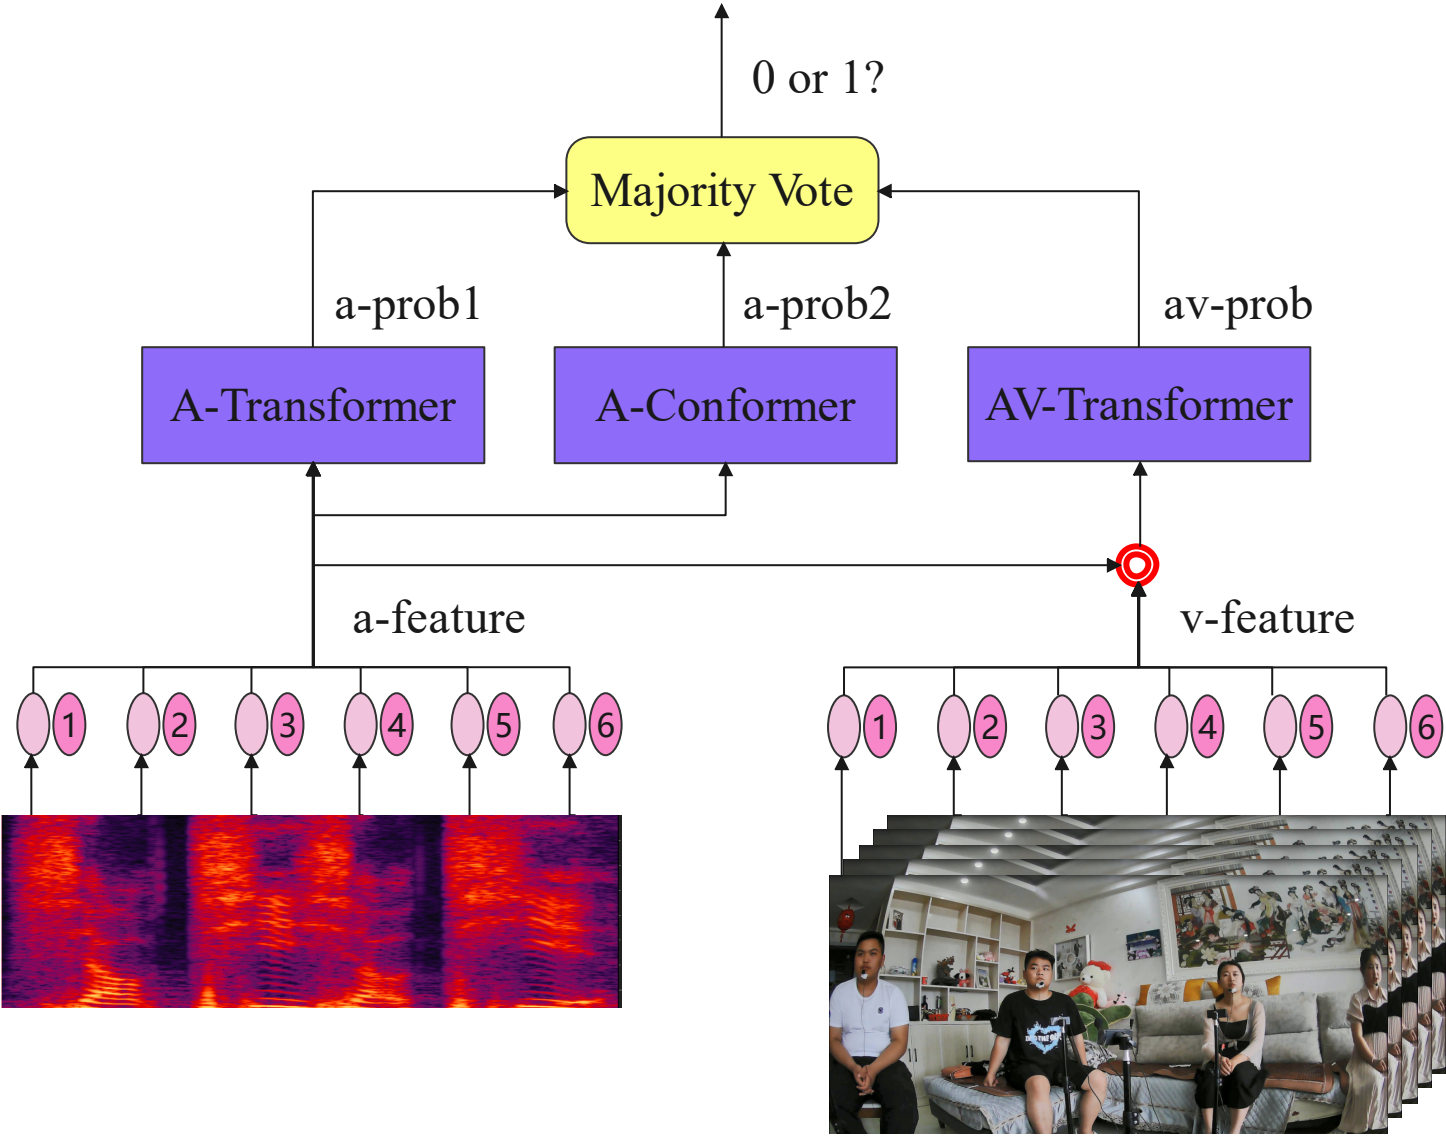 0 or 1?
Majority Vote
a-prob1
a-prob2
av-prob
A-Transformer
A-Conformer
AV-Transformer
a-feature
v-feature
1 2 3 4 5 6
1 2 3 4 5 6